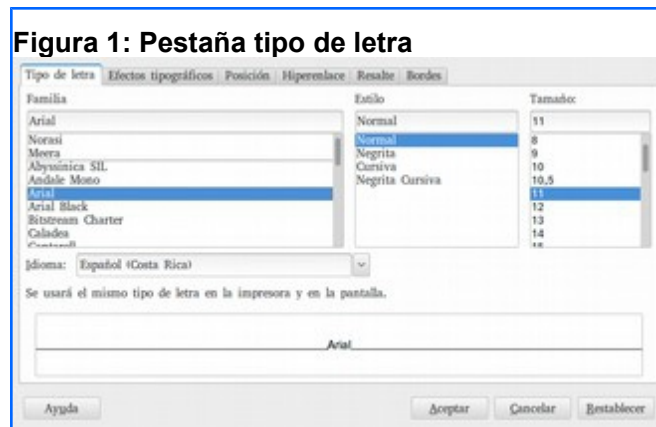 Figura 1: Pestaña tipo de letra
Tipo de letra Efectos tipográficos Posición Hiperenlace Resalte Bordes
Familia Estilo Tamaño:
Arial Normal 11
Norasi Normal 8
Meera Negrita 9
Abyssinica SIL Cursiva 10
Andale Mono Negrita Cursiva 10,5
Arial 11
Arial Black 12
Bitstream Charter 13
Caladea 14
Cantarell
Idioma: Español (Costa Rica)
Se usará el mismo tipo de letra en la impresora y en la pantalla.
Arial
Ayuda Aceptar Cancelar Restablecer